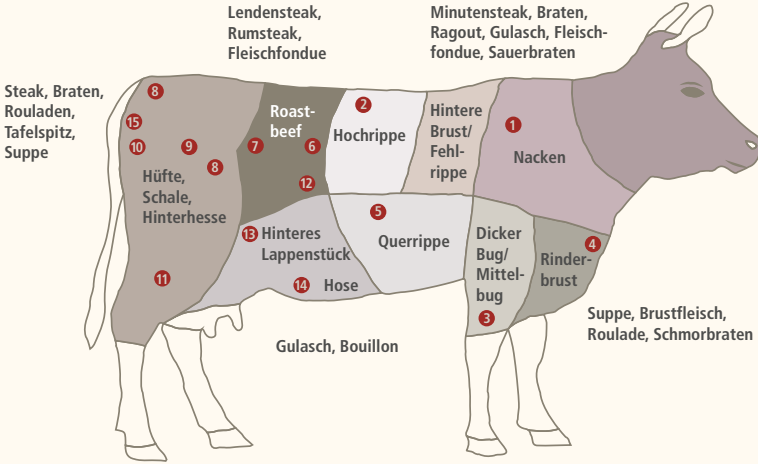 Lendensteak,
Rumsteak,
Fleischfondue
Minutensteak, Braten,
Ragout, Gulasch, Fleisch-
fondue, Sauerbraten
Steak, Braten,
Rouladen,
Tafelspitz,
Suppe
8
15
10
9
8
Hüfte,
Schale,
Hinterhesse
11
Roast-
beef
7
6
12
2
Hochrippe
Hintere
Brust/
Fehl-
rippe
1
Nacken
13
Hinteres
Lappenstück
14
Hose
5
Querrippe
Dicker
Bug/
Mittel-
bug
3
4
Rinder-
brust
Gulasch, Bouillon
Suppe, Brustfleisch,
Roulade, Schmorbraten